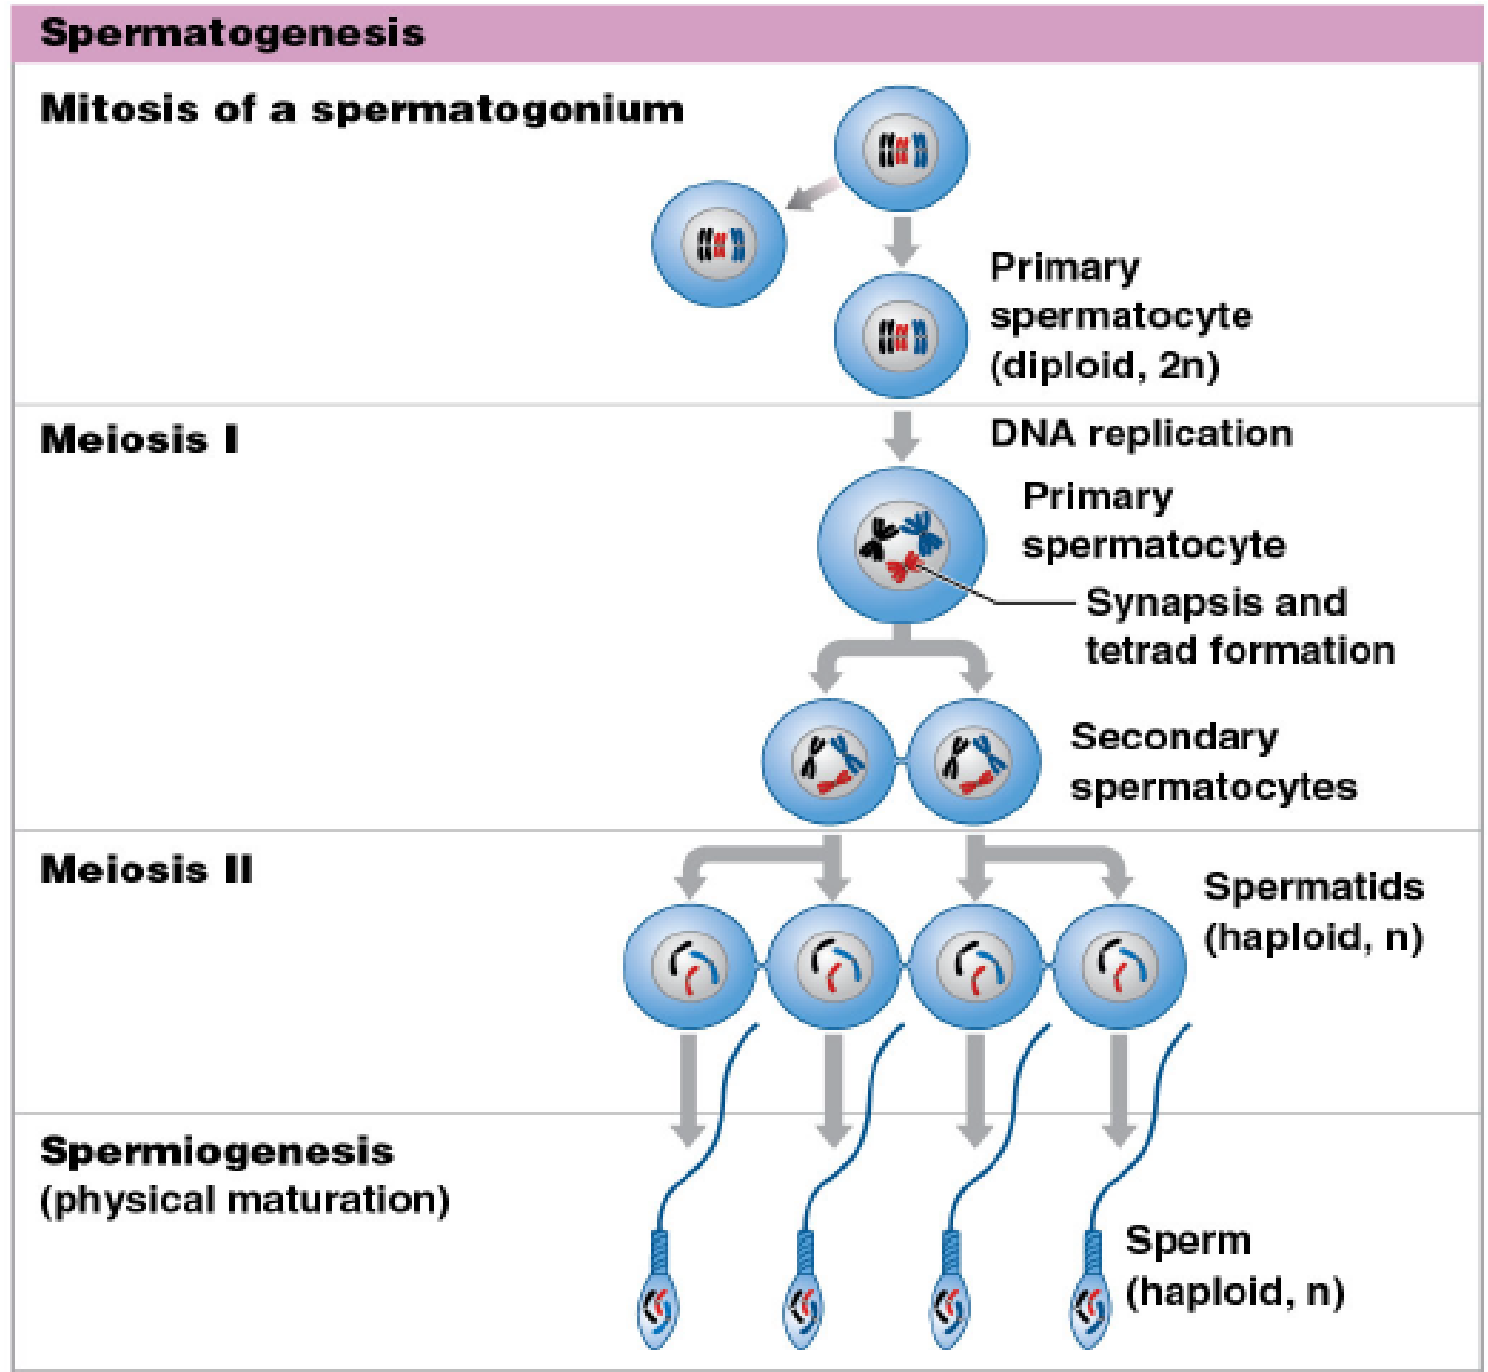 Spermatogenesis
Mitosis of a spermatogonium
Primary
spermatocyte
(diploid, 2n)
Meiosis I
DNA replication
Primary
spermatocyte
Synapsis and
tetrad formation
Secondary
spermatocytes
Meiosis II
Spermatids
(haploid, n)
Spermiogenesis
(physical maturation)
Sperm
(haploid, n)